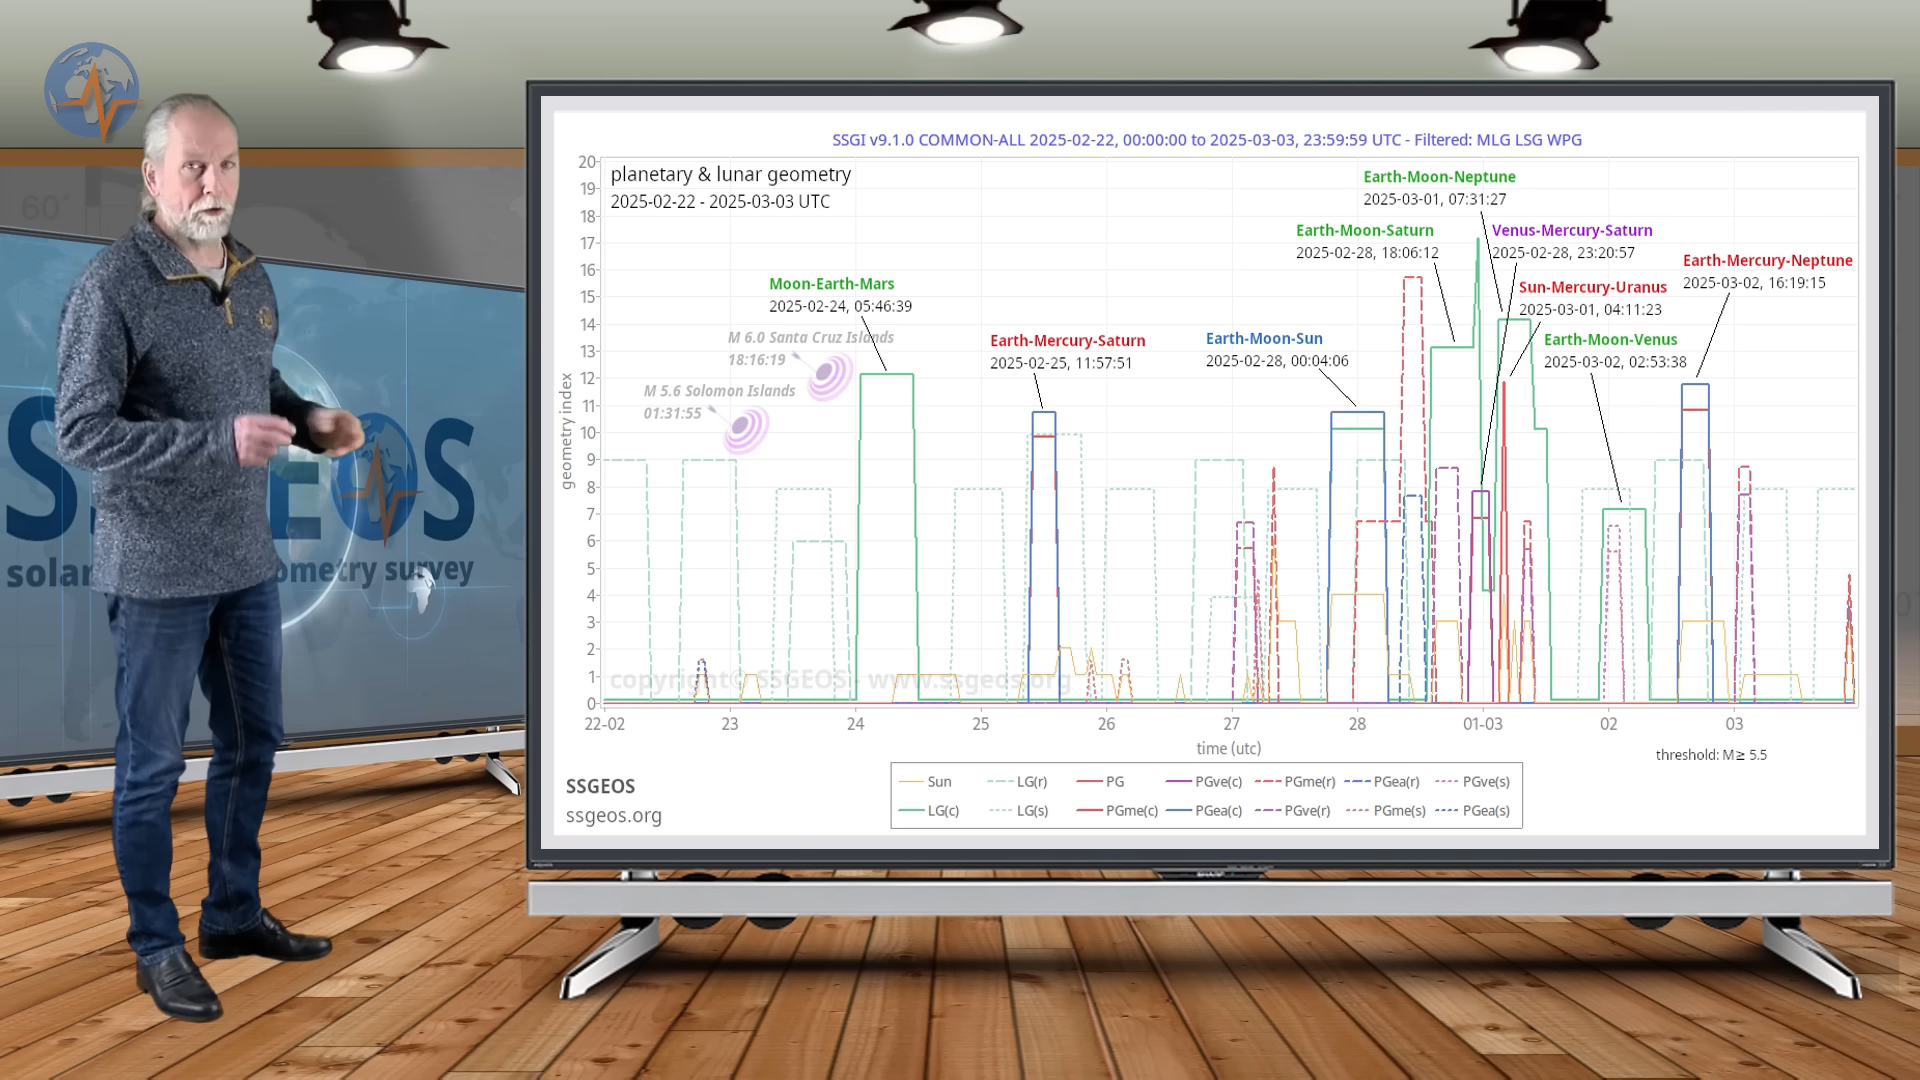 SSGI v9.1.0 COMMON-ALL 2025-02-22, 00:00:00 to 2025-03-03, 23:59:59 UTC - Filtered: MLG LSG WPG
planetary & lunar geometry
2025-02-22 - 2025-03-03 UTC
Earth-Moon-Neptune
2025-03-01, 07:31:27
Earth-Moon-Saturn
2025-02-28, 18:06:12
Venus-Mercury-Saturn
2025-02-28, 23:20:57
Earth-Mercury-Neptune
2025-03-02, 16:19:15
Moon-Earth-Mars
2025-02-24, 05:46:39
Sun-Mercury-Uranus
2025-03-01, 04:11:23
M 6.0 Santa Cruz Islands
18:16:19
Earth-Mercury-Saturn
2025-02-25, 11:57:51
Earth-Moon-Sun
2025-02-28, 00:04:06
Earth-Moon-Venus
2025-03-02, 02:53:38
M 5.6 Solomon Islands
01:31:55
geometry index
20
19
18
17
16
15
14
13
12
11
10
9
8
7
6
5
4
3
2
1
0
copyright© SSGEOS - www.ssgeos.org
22-02 23 24 25 26 27 28 01-03 02 03
time (utc)
threshold: M≥ 5.5
SSGEOS
ssgeos.org
Sun LG(r) PG PGve(c) PGme(r) PGea(r) PGve(s)
LG(c) LG(s) PGme(c) PGea(c) PGve(r) PGme(s) PGea(s)
60°
survey
SHARP